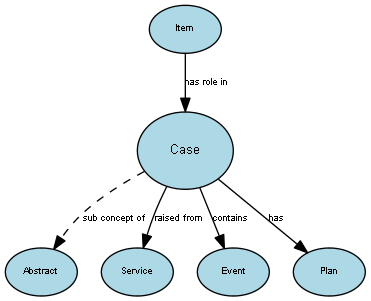 Item
has role in
Case
sub concept of
raised from
contains
has
Abstract
Service
Event
Plan